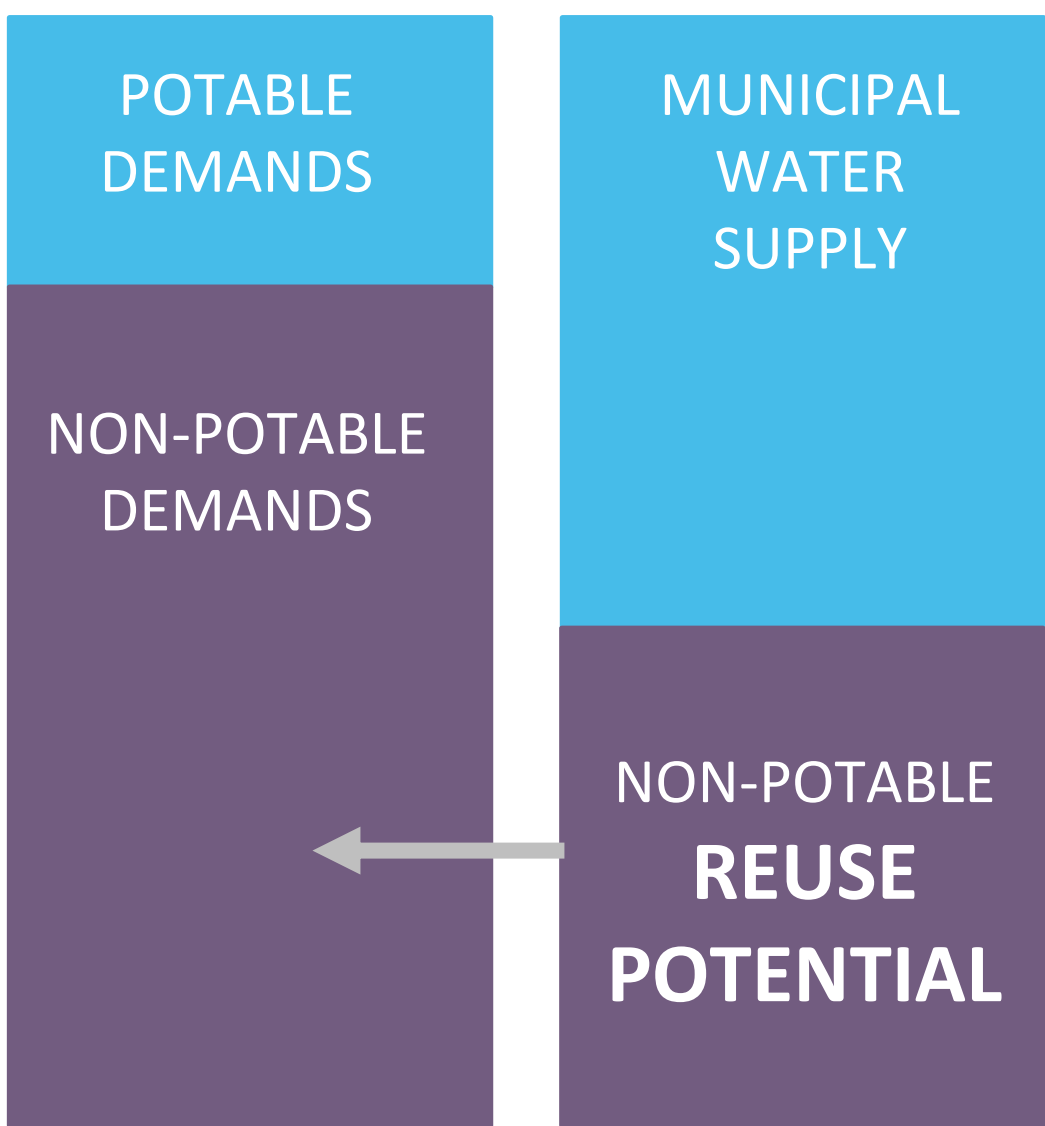 POTABLE
DEMANDS
NON-POTABLE
DEMANDS
MUNICIPAL
WATER
SUPPLY
NON-POTABLE
REUSE
POTENTIAL